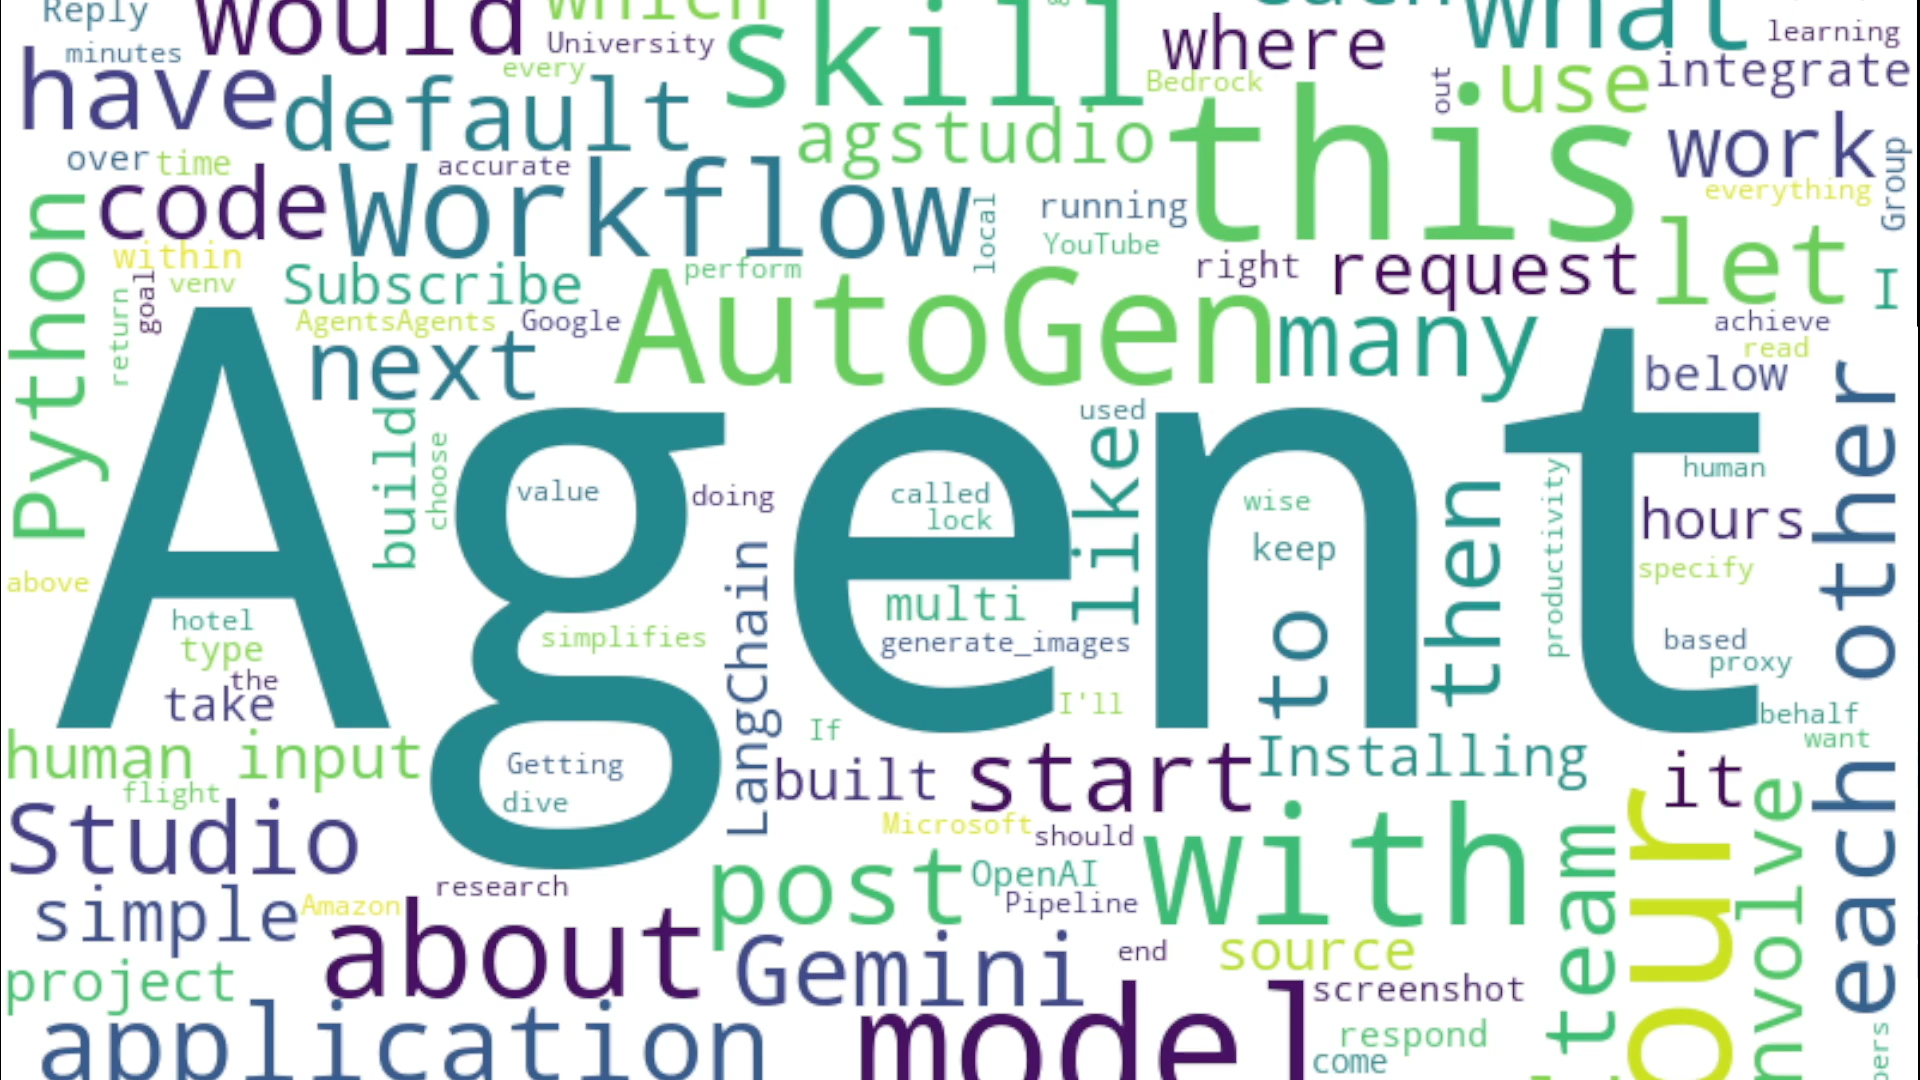 Reply
would
which
each
what
learning
minutes
University
skill
where
have
every
Bedrock
out
use
integrate
default
agstudio
this
work
over
time
accurate
everything
Group
code
Workflow
local
running
YouTube
Python
within
venv
goal
return
Subscribe
perform
right
request
let
I
AgentsAgents
Google
AutoGen
many
achieve
read
next
below
Agent
used
build
choose
like
human
value
doing
called
lock
wise
then
productivity
hours
other
keep
above
LangChain
specify
hotel
type
simplifies
multi
generate_images
to
based
proxy
the
take
I'll
behalf
want
If
human input
flight
Getting
dive
built
start
Installing
it
Studio
Microsoft
should
with
team
involve
each
research
post
OpenAI
Pipeline
simple
Amazon
about
Gemini
end
source
project
screenshot
application
model
respond
come